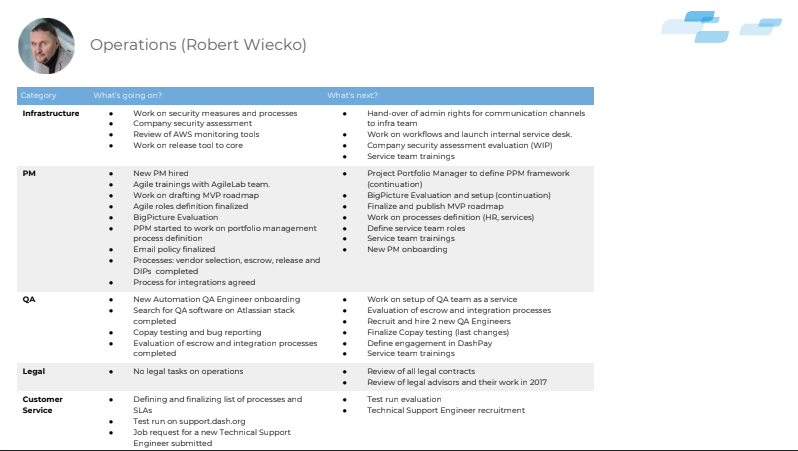 Operations (Robert Wiecko)
Category What's going on? What's next?
Infrastructure
● Work on security measures and processes
● Company security assessment
● Review of AWS monitoring tools
● Work on release tool to core
● Hand-over of admin rights for communication channels
to infra team
● Work on workflows and launch internal service desk.
● Company security assessment evaluation (WIP)
● Service team trainings
PM
● New PM hired
● Agile trainings with AgileLab team.
● Work on drafting MVP roadmap
● Agile roles definition finalized
● BigPicture Evaluation
● PPM started to work on portfolio management
process definition
● Email policy finalized
● Processes: vendor selection, escrow, release and
DIPs completed
● Process for integrations agreed
● Project Portfolio Manager to define PPM framework
(continuation)
● BigPicture Evaluation and setup (continuation)
● Finalize and publish MVP roadmap
● Work on processes definition (HR, services)
● Define service team roles
● Service team trainings
● New PM onboarding
QA
● New Automation QA Engineer onboarding
● Search for QA software on Atlassian stack
completed
● Copay testing and bug reporting
● Evaluation of escrow and integration processes
completed
● Work on setup of QA team as a service
● Evaluation of escrow and integration processes
● Recruit and hire 2 new QA Engineers
● Finalize Copay testing (last changes)
● Define engagement in DashPay
● Service team trainings
Legal
● No legal tasks on operations
● Review of all legal contracts
● Review of legal advisors and their work in 2017
Customer
Service
● Defining and finalizing list of processes and
SLAs
● Test run on support.dash.org
● Job request for a new Technical Support
Engineer submitted
● Test run evaluation
● Technical Support Engineer recruitment